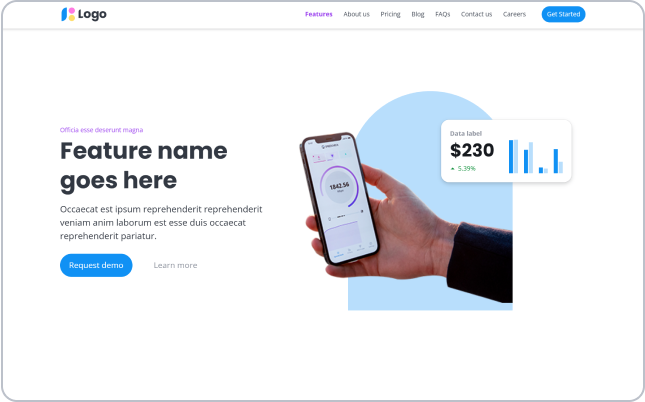 Logo
Features About us Pricing Blog FAQs Contact us Careers Get Started
Officia esse deserunt magna
Feature name
goes here
Occaecat est ipsum reprehenderit reprehenderit
veniam anim laborum est esse duis occaecat
reprehenderit pariatur.
Request demo Learn more
Data label
$230
5.39%
1842.56